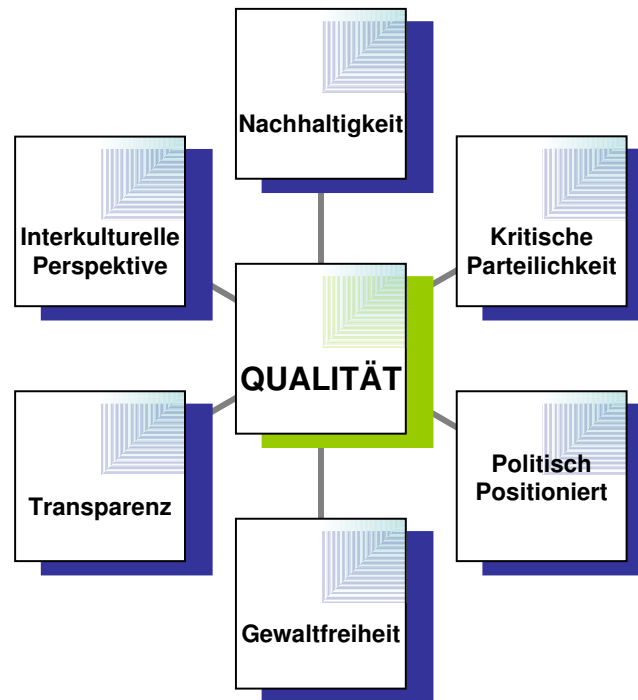 Nachhaltigkeit
Interkulturelle
Perspektive
Kritische
Parteilichkeit
QUALITÄT
Transparenz
Politisch
Positioniert
Gewaltfreiheit